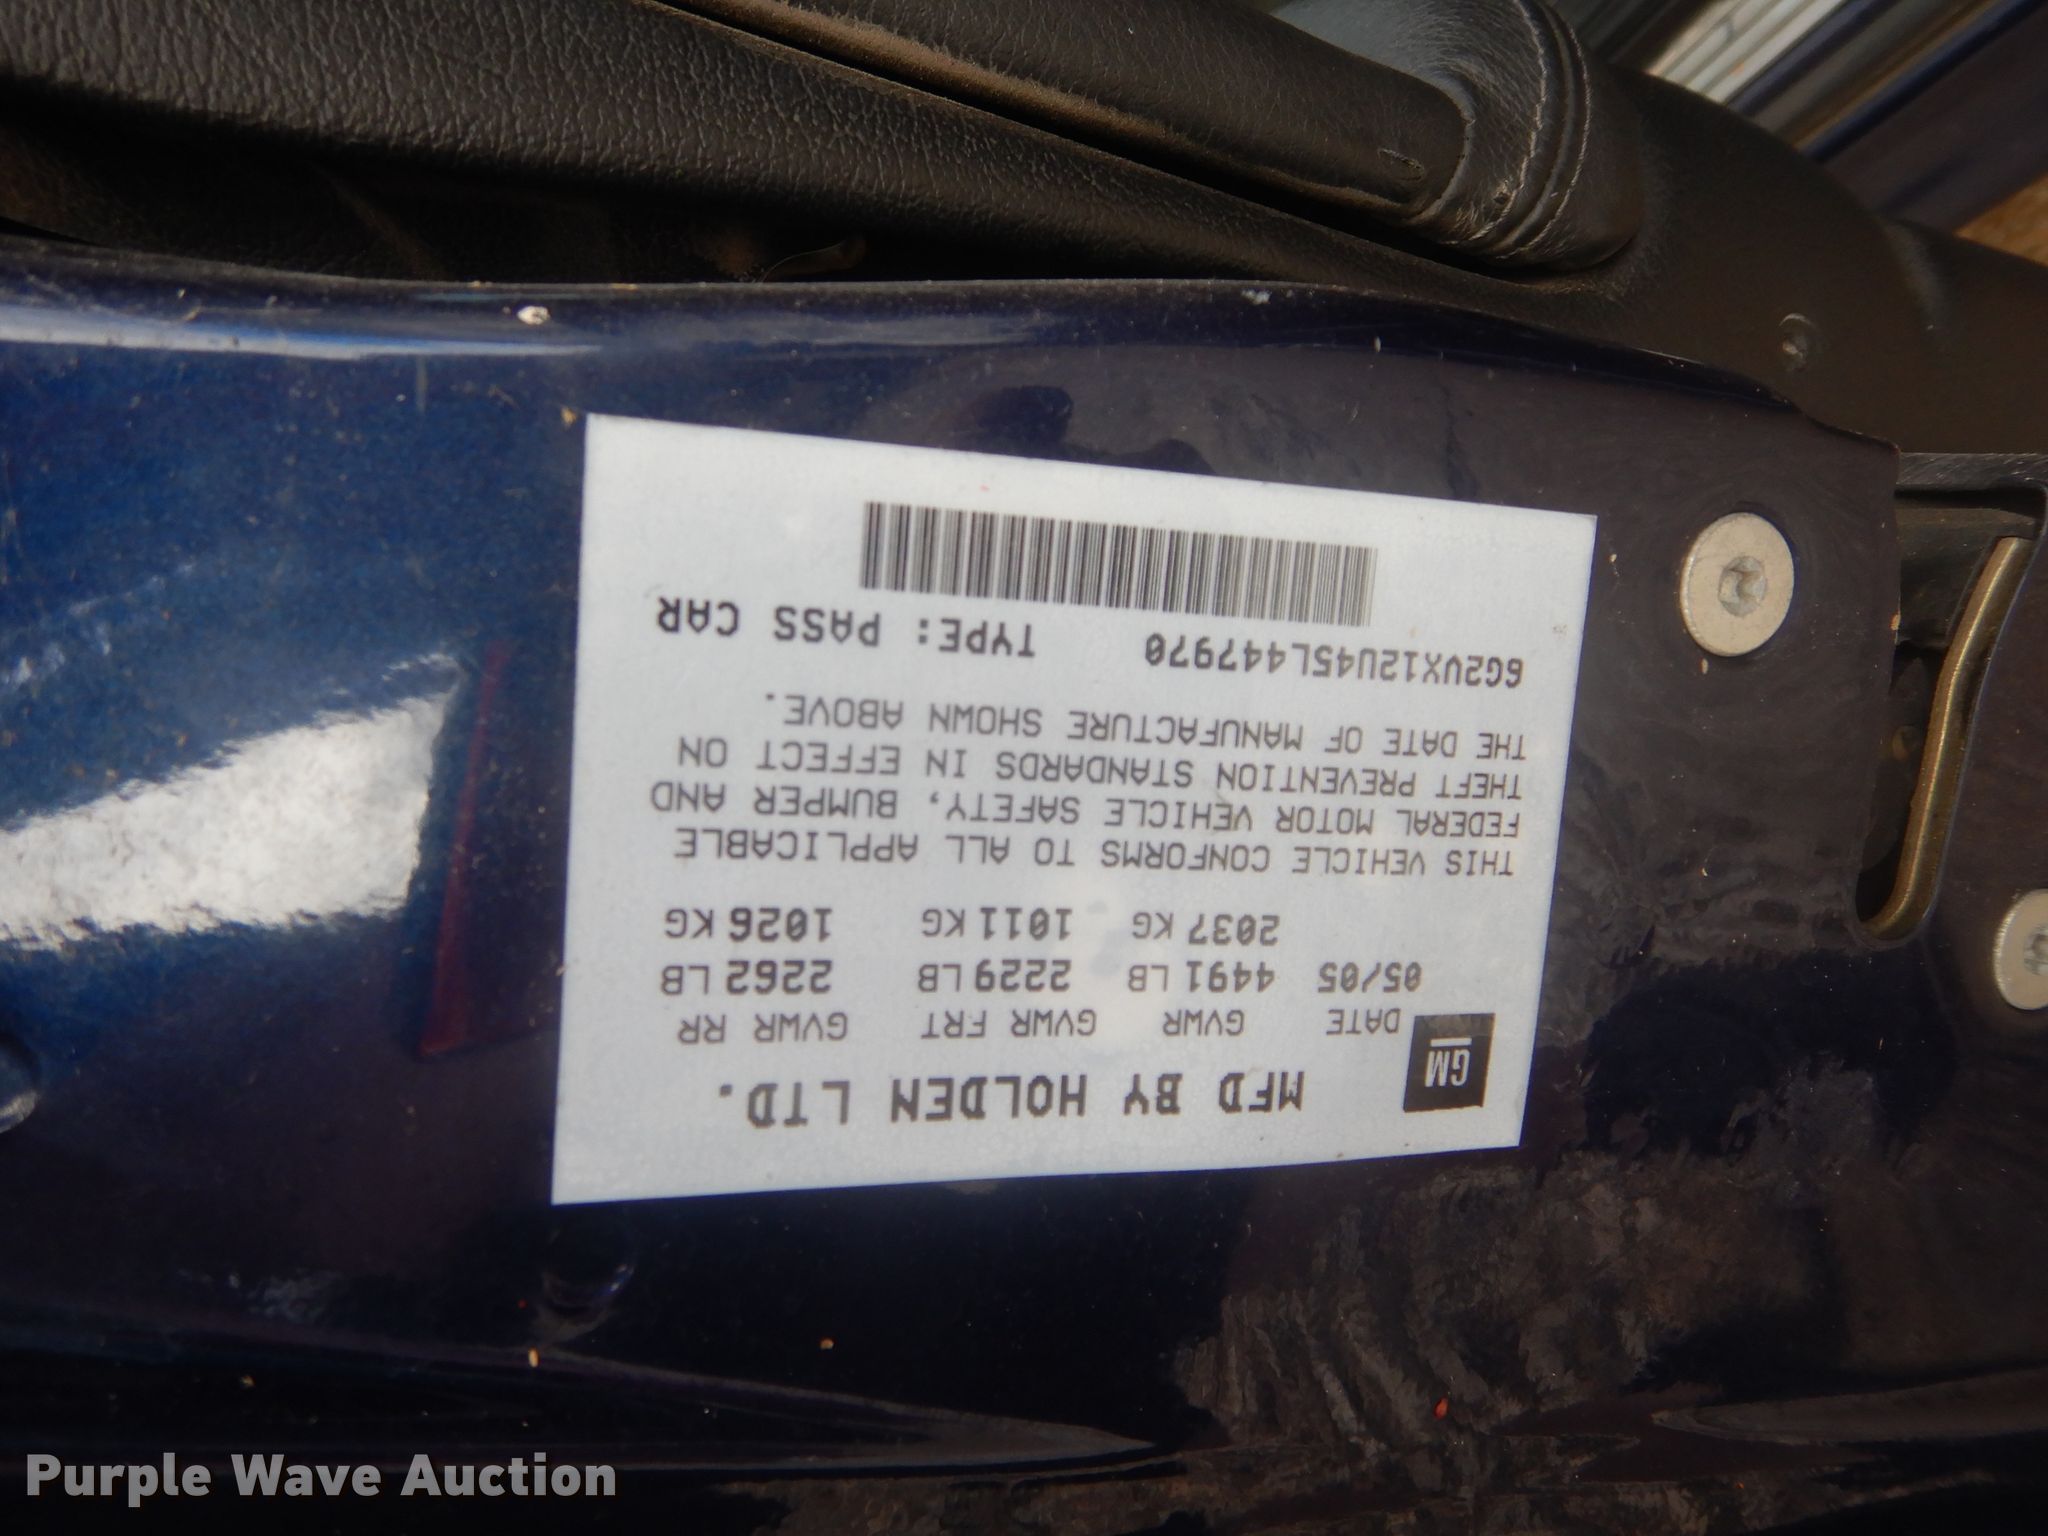 GM
MFD BY HOLDEN LTD.
DATE GVWR GVWR FRT GVWR RR
05/05 4491 LB 2229 LB 2262 LB
2037 KG 1011 KG 1026 KG
THIS VEHICLE CONFORMS TO ALL APPLICABLE
FEDERAL MOTOR VEHICLE SAFETY, BUMPER AND
THEFT PREVENTION STANDARDS IN EFFECT ON
THE DATE OF MANUFACTURE SHOWN ABOVE.
6G2VX12U45L447970 TYPE: PASS CAR
Purple Wave Auction